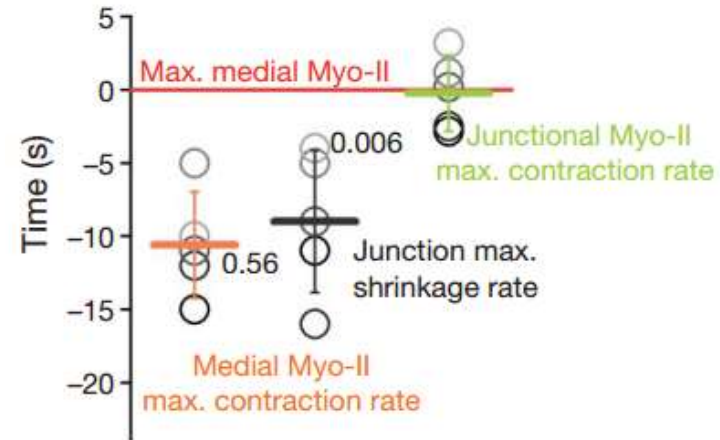 5
Max. medial Myo-II
0
0.006
Junctional Myo-II
max. contraction rate
Time (s)
–5
–10
0.56
Junction max.
shrinkage rate
–15
Medial Myo-II
max. contraction rate
–20